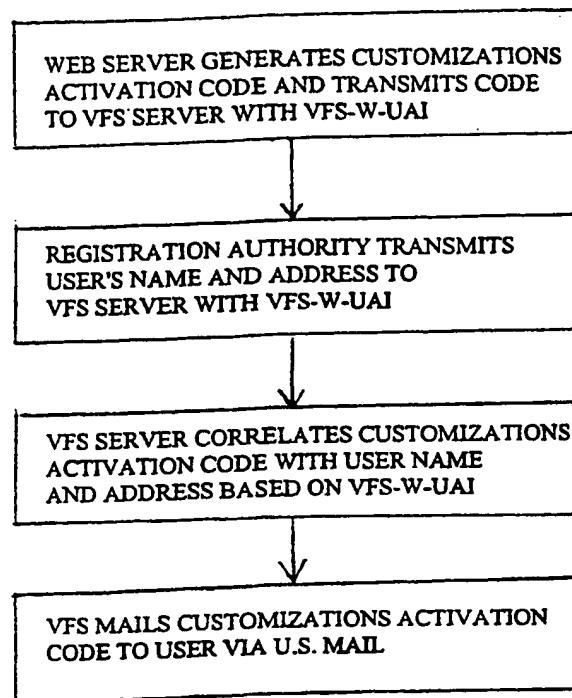 WEB SERVER GENERATES CUSTOMIZATIONS
ACTIVATION CODE AND TRANSMITS CODE
TO VFS SERVER WITH VFS-W-UAI
REGISTRATION AUTHORITY TRANSMITS
USER'S NAME AND ADDRESS TO
VFS SERVER WITH VFS-W-UAI
VFS SERVER CORRELATES CUSTOMIZATIONS
ACTIVATION CODE WITH USER NAME
AND ADDRESS BASED ON VFS-W-UAI
VFS MAILS CUSTOMIZATIONS ACTIVATION
CODE TO USER VIA U.S. MAIL